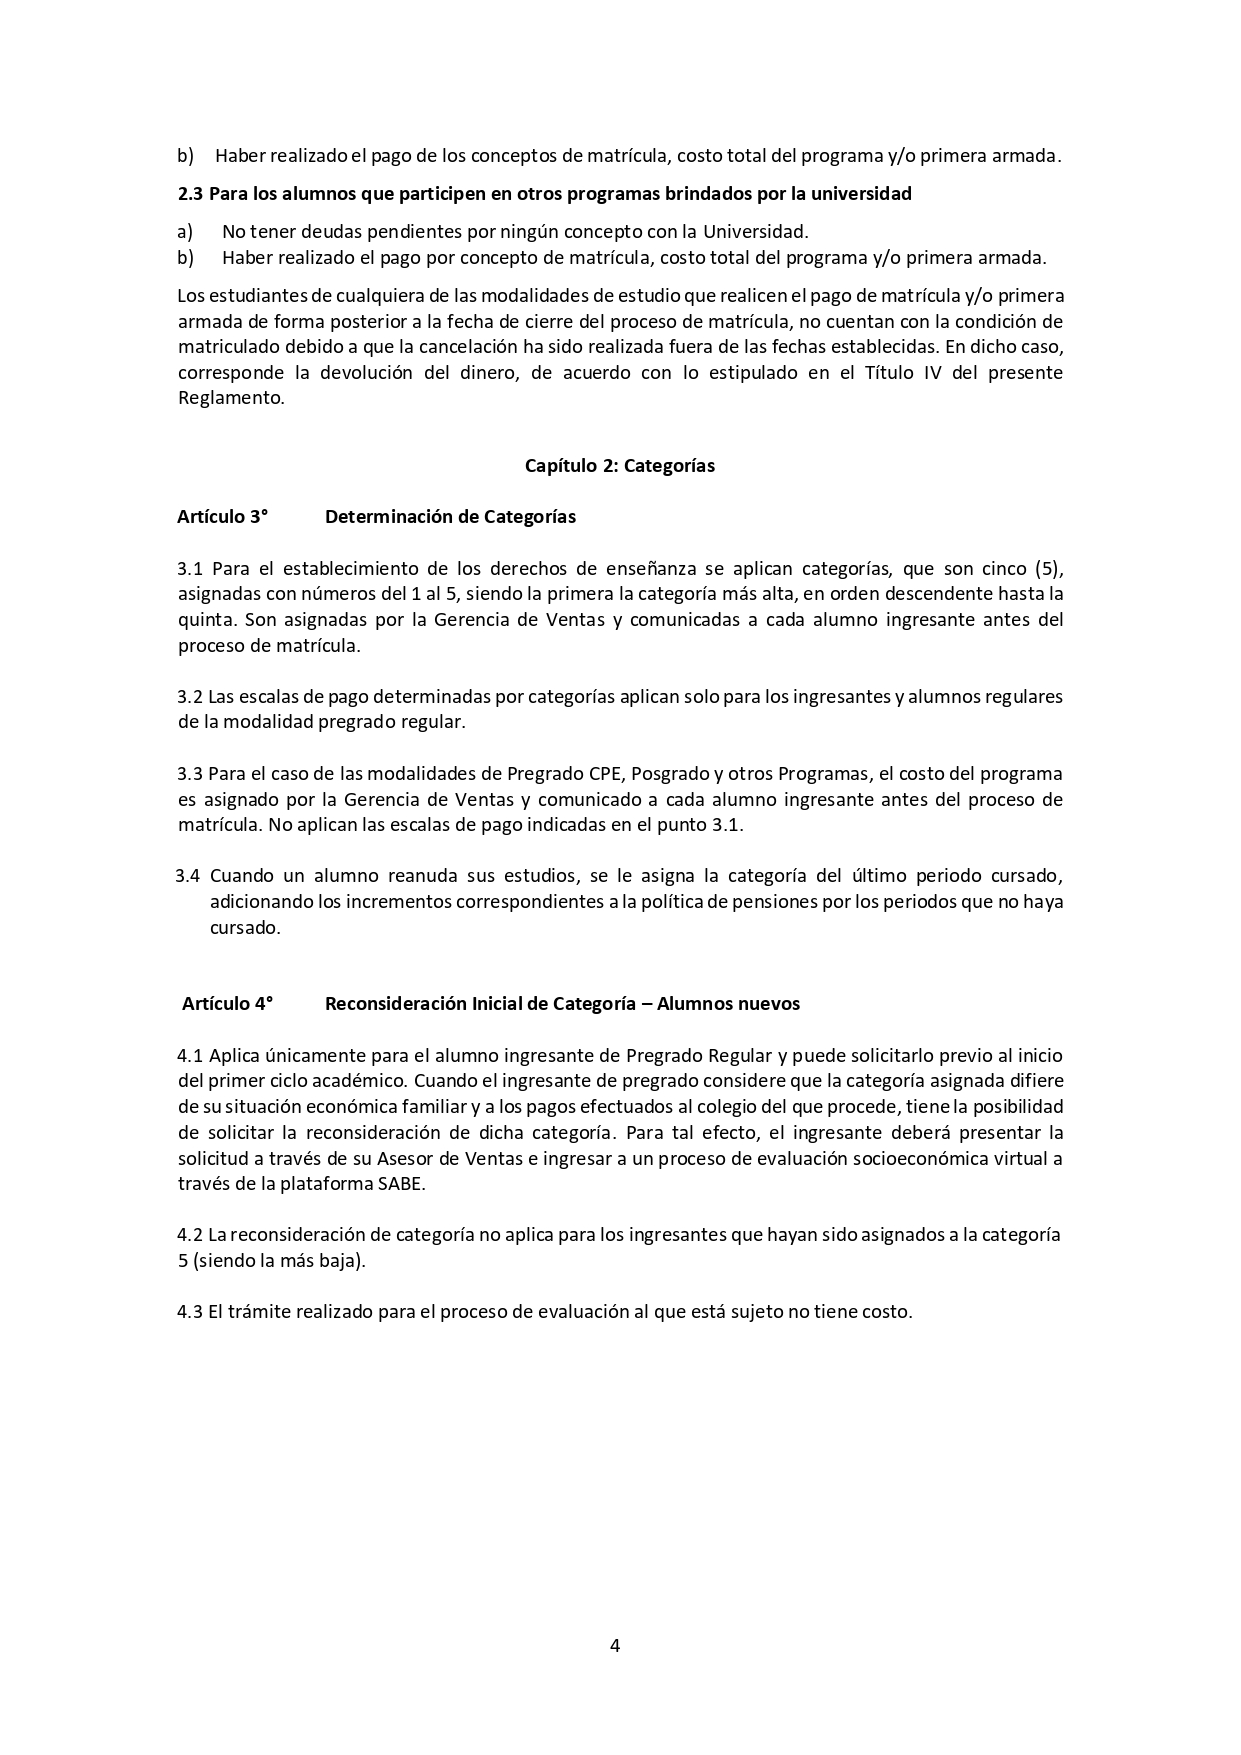 b) Haber realizado el pago de los conceptos de matrícula, costo total del programa y/o primera armada.
2.3 Para los alumnos que participen en otros programas brindados por la universidad
a) No tener deudas pendientes por ningún concepto con la Universidad.
b) Haber realizado el pago por concepto de matrícula, costo total del programa y/o primera armada.
Los estudiantes de cualquiera de las modalidades de estudio que realicen el pago de matrícula y/o primera
armada de forma posterior a la fecha de cierre del proceso de matrícula, no cuentan con la condición de
matriculado debido a que la cancelación ha sido realizada fuera de las fechas establecidas. En dicho caso,
corresponde la devolución del dinero, de acuerdo con lo estipulado en el Título IV del presente
Reglamento.
Capítulo 2: Categorías
Artículo 3° Determinación de Categorías
3.1 Para el establecimiento de los derechos de enseñanza se aplican categorías, que son cinco (5),
asignadas con números del 1 al 5, siendo la primera la categoría más alta, en orden descendente hasta la
quinta. Son asignadas por la Gerencia de Ventas y comunicadas a cada alumno ingresante antes del
proceso de matrícula.
3.2 Las escalas de pago determinadas por categorías aplican solo para los ingresantes y alumnos regulares
de la modalidad pregrado regular.
3.3 Para el caso de las modalidades de Pregrado CPE, Posgrado y otros Programas, el costo del programa
es asignado por la Gerencia de Ventas y comunicado a cada alumno ingresante antes del proceso de
matrícula. No aplican las escalas de pago indicadas en el punto 3.1.
3.4 Cuando un alumno reanuda sus estudios, se le asigna la categoría del último periodo cursado,
adicionando los incrementos correspondientes a la política de pensiones por los periodos que no haya
cursado.
Artículo 4° Reconsideración Inicial de Categoría – Alumnos nuevos
4.1 Aplica únicamente para el alumno ingresante de Pregrado Regular y puede solicitarlo previo al inicio
del primer ciclo académico. Cuando el ingresante de pregrado considere que la categoría asignada difiere
de su situación económica familiar y a los pagos efectuados al colegio del que procede, tiene la posibilidad
de solicitar la reconsideración de dicha categoría. Para tal efecto, el ingresante deberá presentar la
solicitud a través de su Asesor de Ventas e ingresar a un proceso de evaluación socioeconómica virtual a
través de la plataforma SABE.
4.2 La reconsideración de categoría no aplica para los ingresantes que hayan sido asignados a la categoría
5 (siendo la más baja).
4.3 El trámite realizado para el proceso de evaluación al que está sujeto no tiene costo.
4